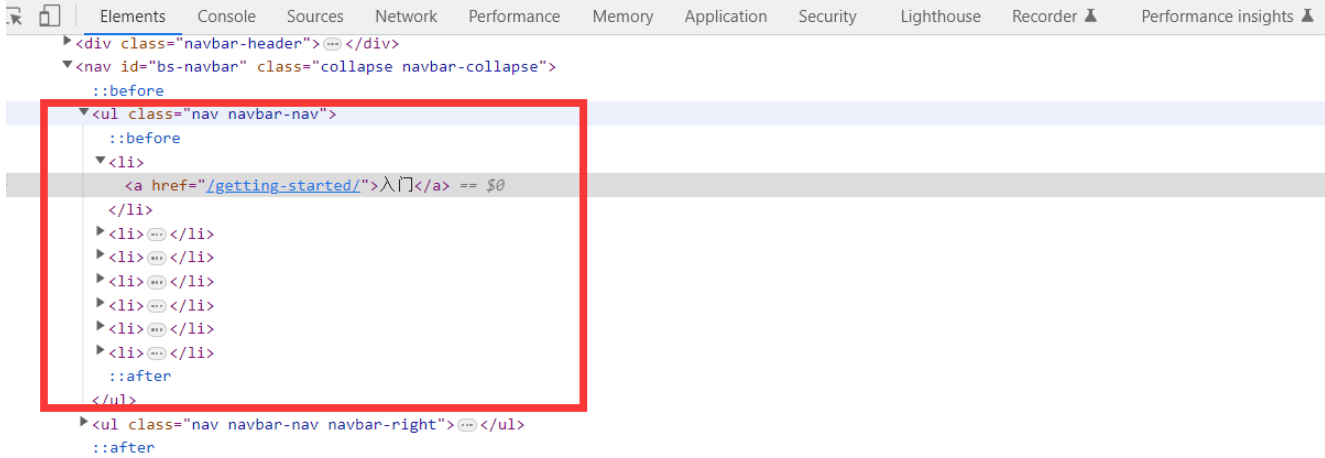 Elements Console Sources Network Performance Memory Application Security Lighthouse Recorder Performance insights
<div class="navbar-header">…</div>
<nav id="bs-navbar" class="collapse navbar-collapse">
::before
<ul class="nav navbar-nav">
::before
<li>
<a href="/getting-started/">入门</a> == $0
</li>
<li>…</li>
<li>…</li>
<li>…</li>
<li>…</li>
<li>…</li>
<li>…</li>
::after
</ul>
<ul class="nav navbar-nav navbar-right">…</ul>
::after